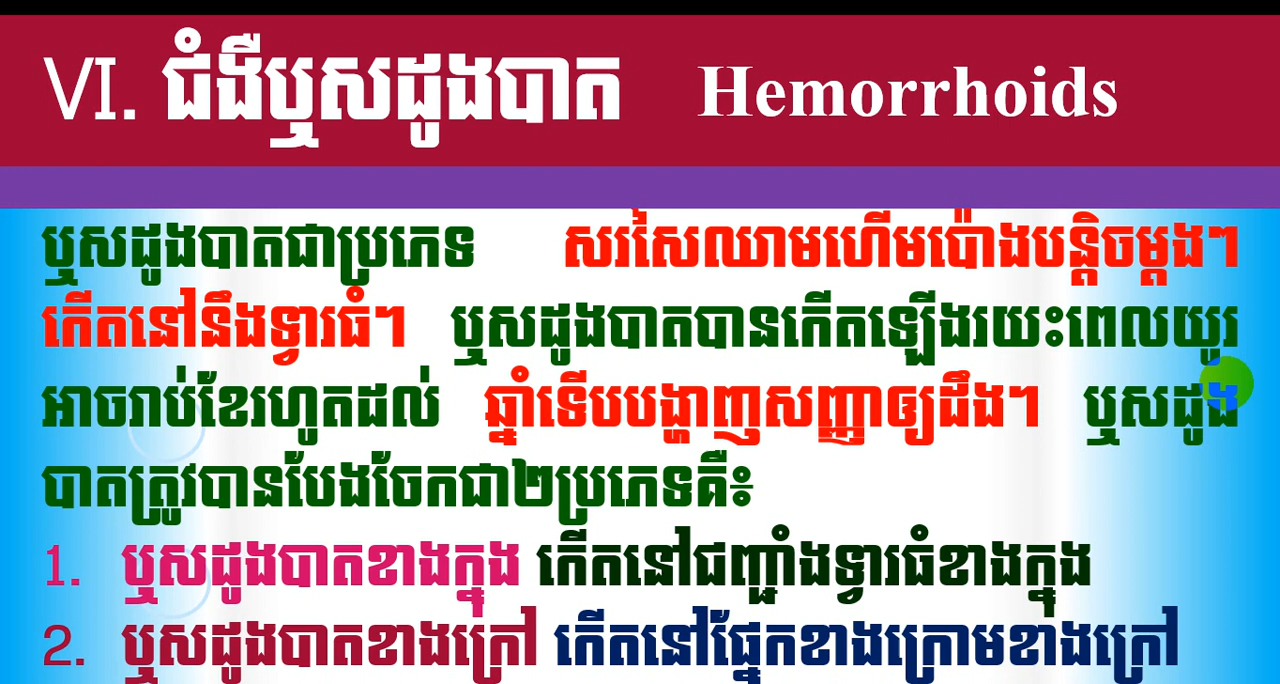 VI. ជំងឺឬសដូងបាត Hemorrhoids
ឬសដូងបាតជាប្រភេទ សរសៃឈាមហើមប៉ោងបន្តិចម្តងៗ
កើតនៅនឹងទ្វារធំៗ ឬសដូងបាតបានកើតឡើងរយះពេលយូរ
អាចរាប់ខែរហូតដល់ ឆ្នាំទើបបង្ហាញសញ្ញាឲ្យដឹងៗ ឬសដូង
បាតត្រូវបានបែងចែកជា២ប្រភេទគឺ៖
1. ឬសដូងបាតខាងក្នុង កើតនៅជញ្ជាំងទ្វារធំខាងក្នុង
2. ឬសដូងបាតខាងក្រៅ កើតនៅផ្នែកខាងក្រោមខាងក្រៅ